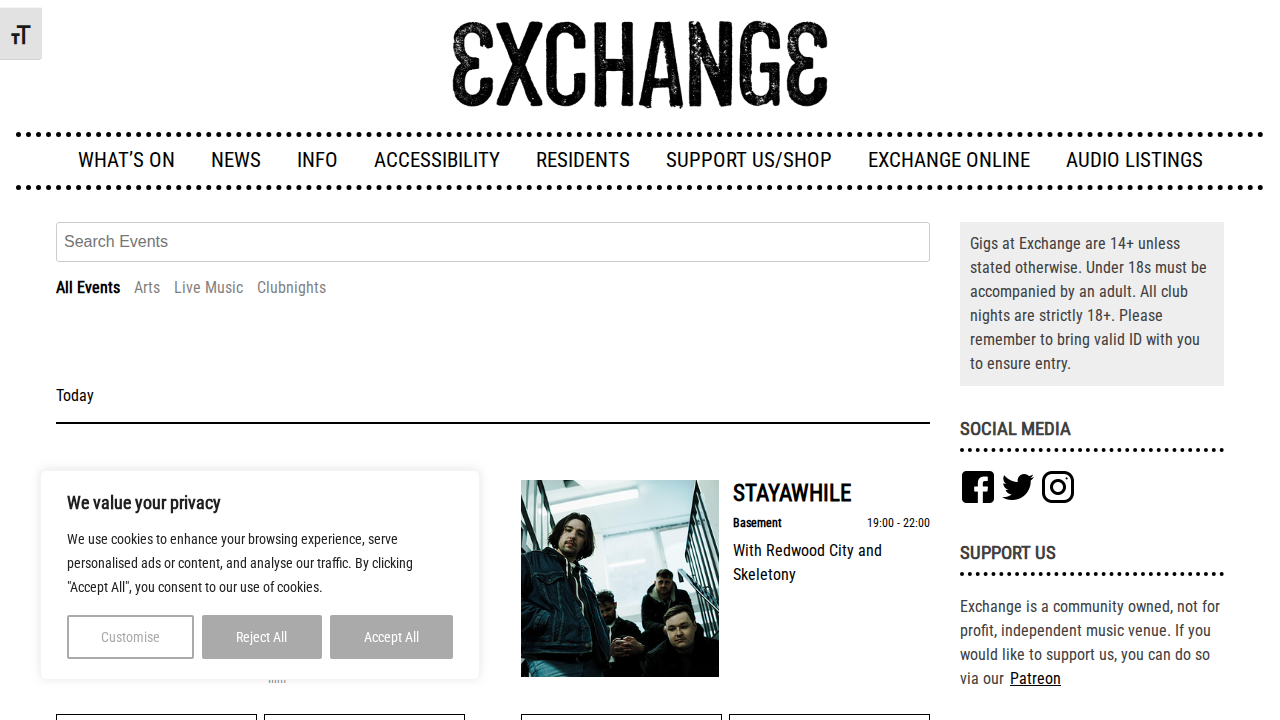 TT
EXCHANGE
WHAT'S ON NEWS INFO ACCESSIBILITY RESIDENTS SUPPORT US/SHOP EXCHANGE ONLINE AUDIO LISTINGS
Search Events
All Events Arts Live Music Clubnights
Today
We value your privacy
We use cookies to enhance your browsing experience, serve
personalised ads or content, and analyse our traffic. By clicking
"Accept All", you consent to our use of cookies.
Customise Reject All Accept All
STAYAWHILE
Basement 19:00 - 22:00
With Redwood City and
Skeletony
Gigs at Exchange are 14+ unless
stated otherwise. Under 18s must be
accompanied by an adult. All club
nights are strictly 18+. Please
remember to bring valid ID with you
to ensure entry.
SOCIAL MEDIA
SUPPORT US
Exchange is a community owned, not for
profit, independent music venue. If you
would like to support us, you can do so
via our Patreon